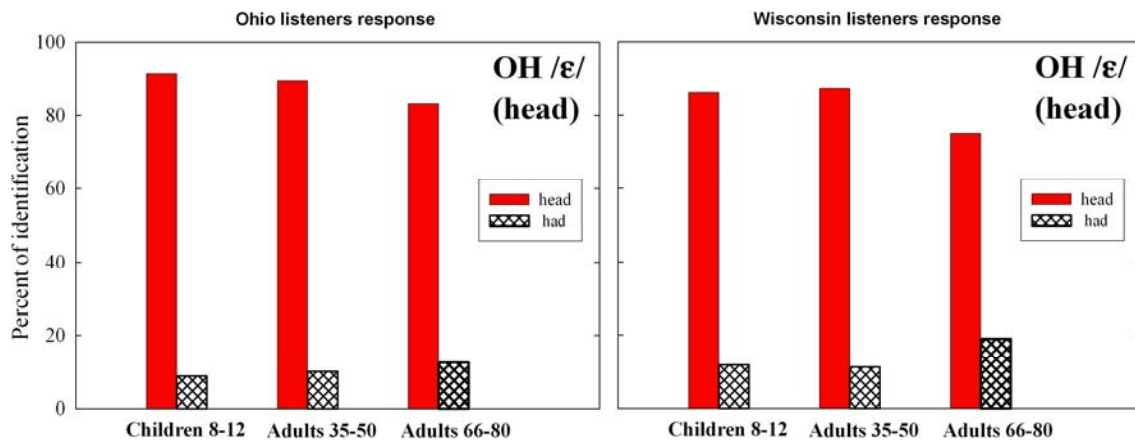 Ohio listeners response
Percent of identification
100
80
60
40
20
0
OH /ε/
(head)
head
had
Children 8-12 Adults 35-50 Adults 66-80
Wisconsin listeners response
OH /ε/
(head)
head
had
Children 8-12 Adults 35-50 Adults 66-80